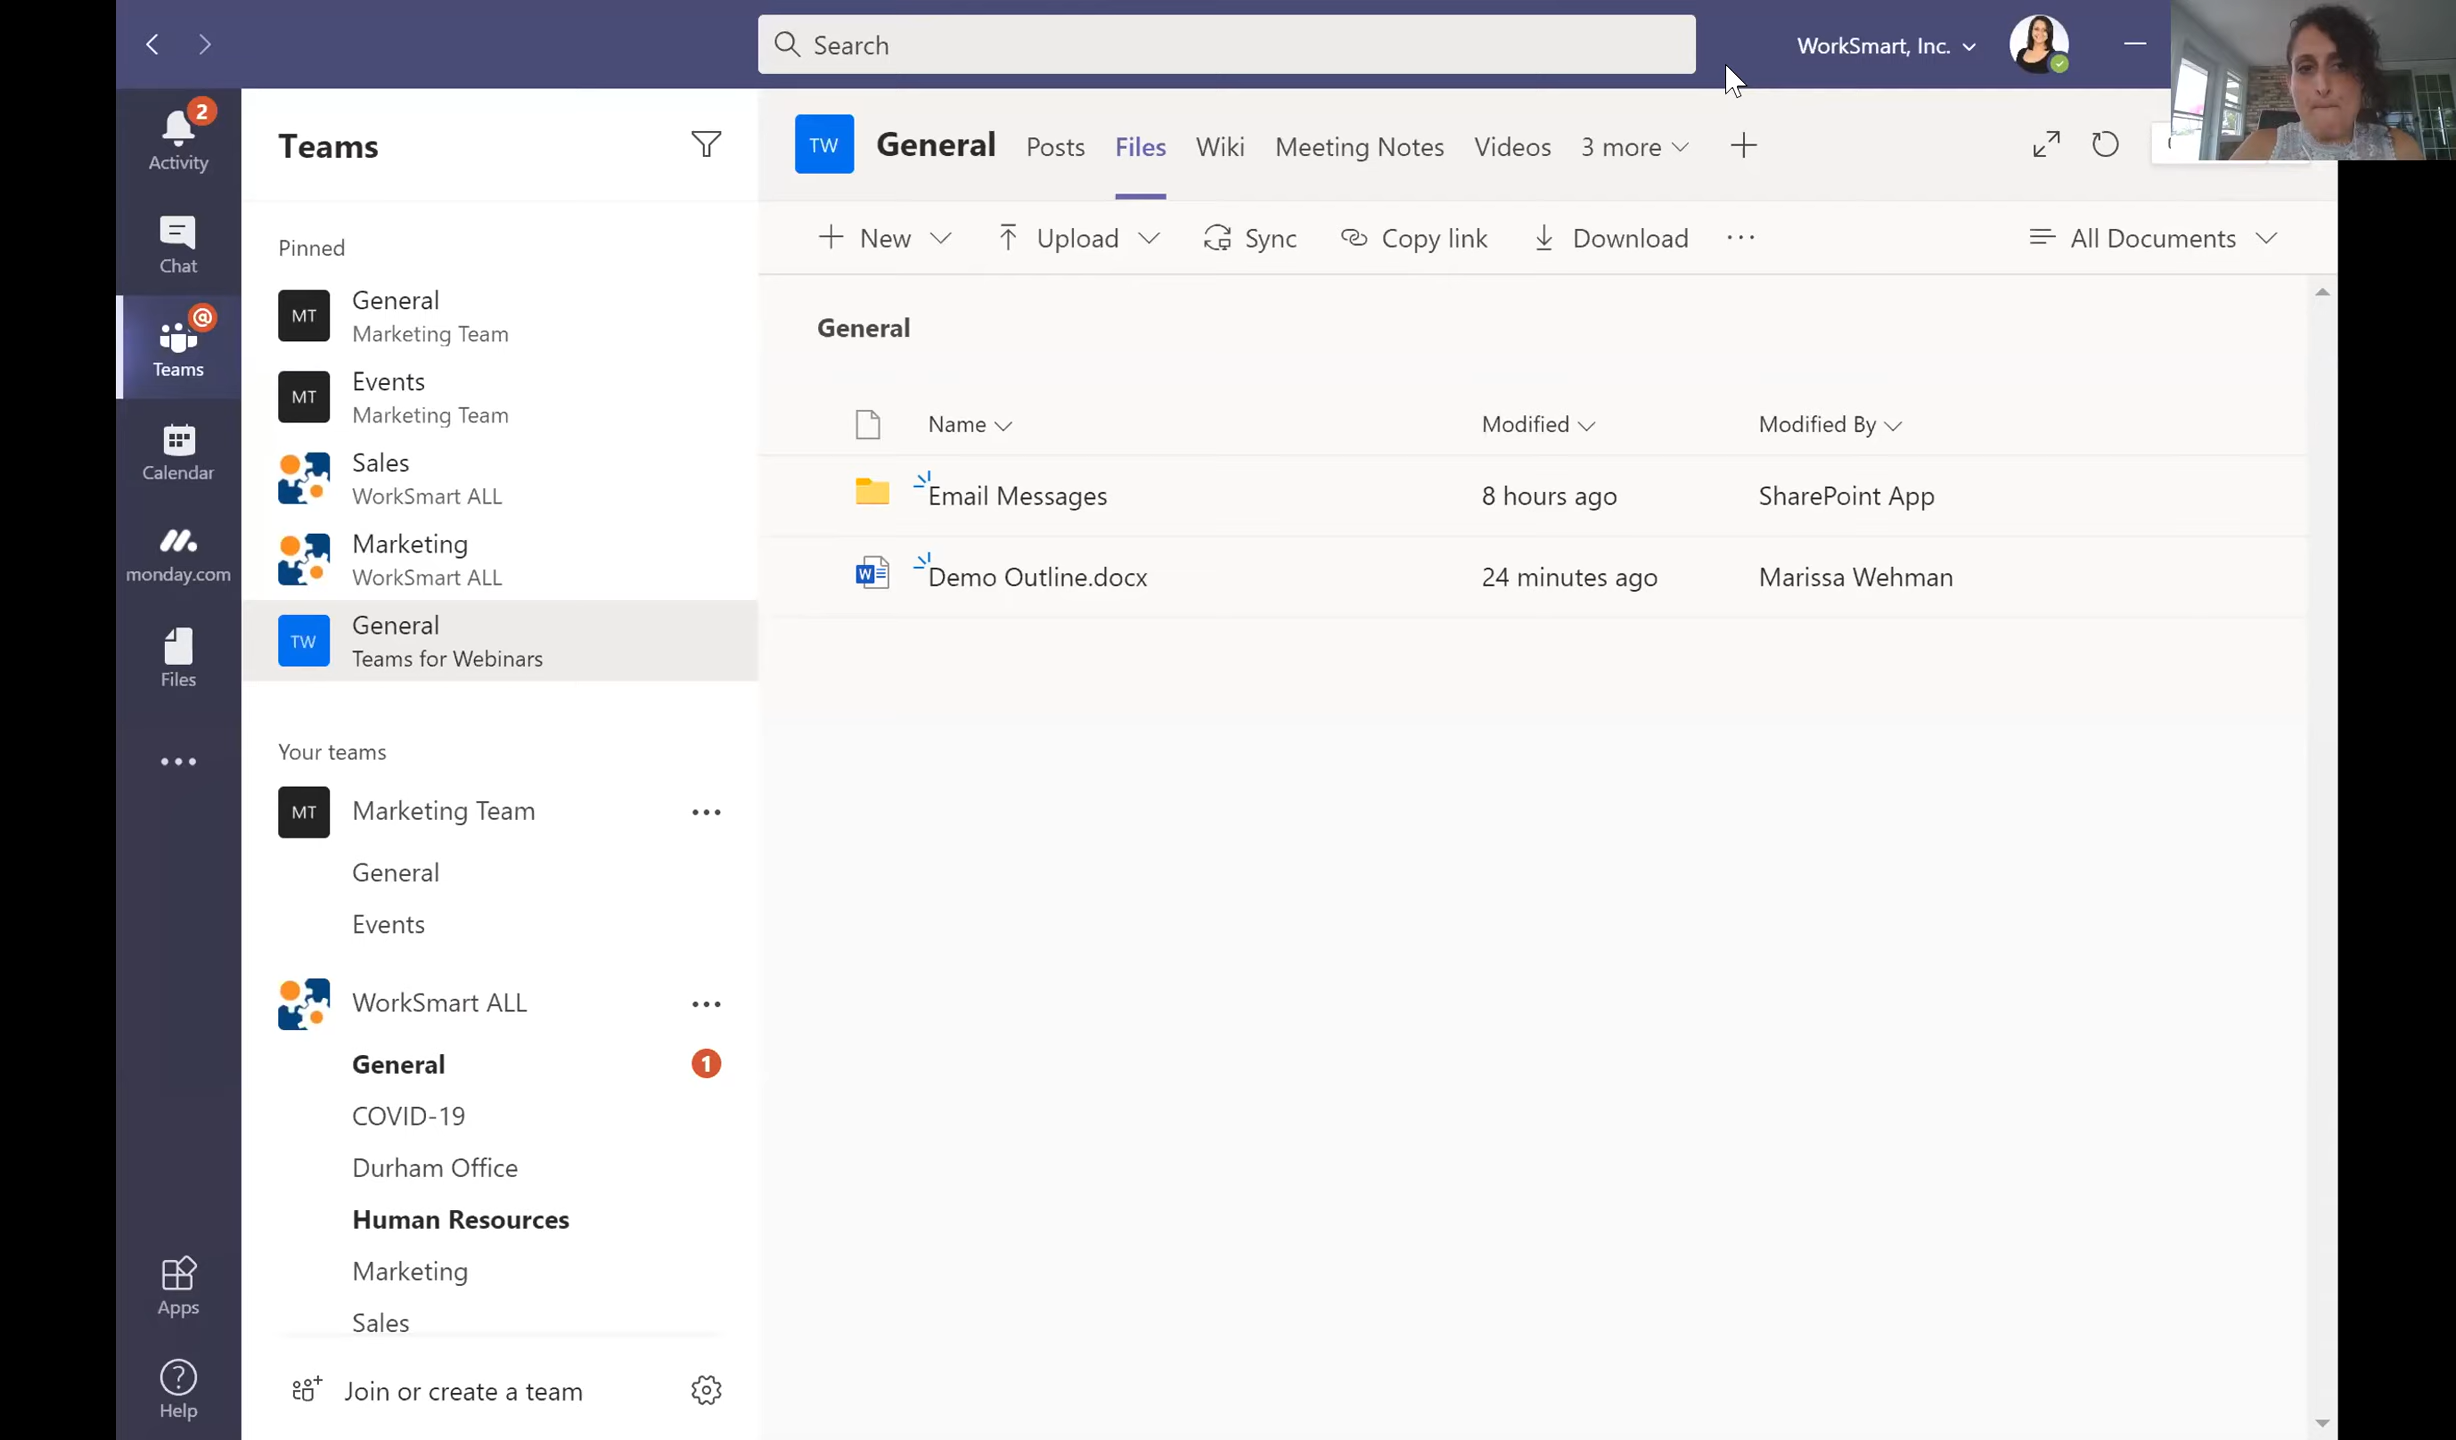 Search
WorkSmart, Inc.
2
Activity
Chat
@
Teams
Calendar
monday.com
Files
Apps
Help
Teams
Pinned
MT
General
Marketing Team
MT
Events
Marketing Team
Sales
WorkSmart ALL
Marketing
WorkSmart ALL
TW
General
Teams for Webinars
Your teams
MT
Marketing Team
General
Events
WorkSmart ALL
General
1
COVID-19
Durham Office
Human Resources
Marketing
Sales
Join or create a team
TW
General Posts Files Wiki Meeting Notes Videos 3 more
New Upload Sync Copy link Download ... All Documents
General
Name Modified Modified By
Email Messages 8 hours ago SharePoint App
W
Demo Outline.docx 24 minutes ago Marissa Wehman